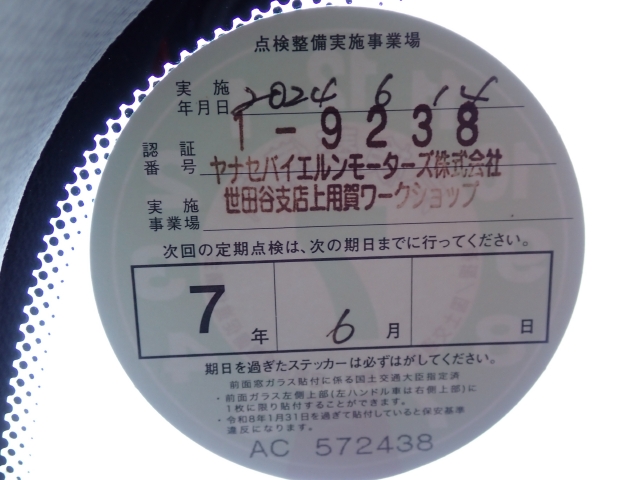 点検整備実施事業場
実施年月日 2024 6.14
認証番号 1-9238
ヤナセバイエルンモーターズ株式会社
実施事業場 世田谷支店上用賀ワークショップ
次回の定期点検は、次の期日までに行ってください。
7年 6月 日
期日を過ぎたステッカーは必ずはがしてください。
前面窓ガラス貼付に係る国土交通大臣指定済
・前面ガラス左側上部(左ハンドル車は右側上部)に
1枚に限り貼付することができます。
・令和8年1月31日を過ぎて貼付していると保安基準
違反になります。
AC 572438